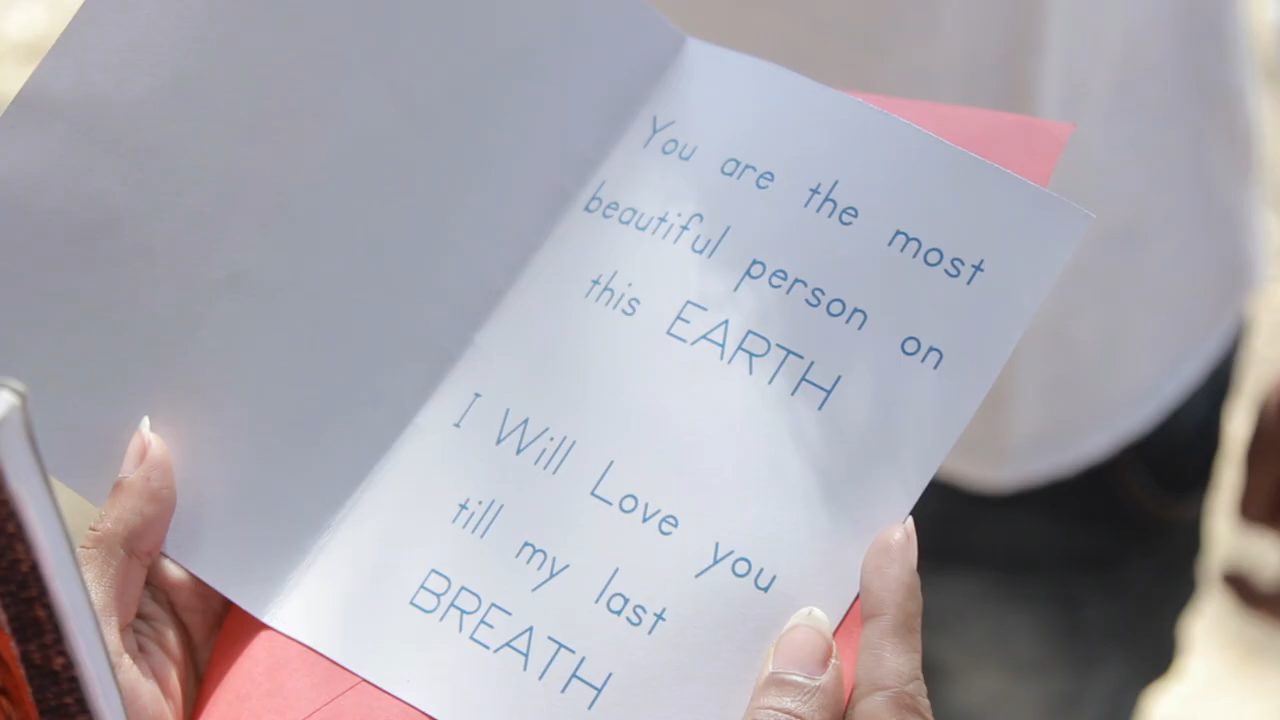 You are the most
beautiful person on
this EARTH
I Will Love you
till my last
BREATH